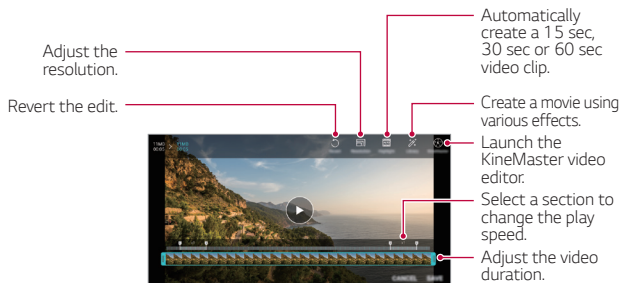 Automatically
create a 15 sec,
30 sec or 60 sec
video clip.
Adjust the
resolution.
Revert the edit.
Create a movie using
various effects.
Launch the
KineMaster video
editor.
Select a section to
change the play
speed.
Adjust the video
duration.
CANCEL SAVE